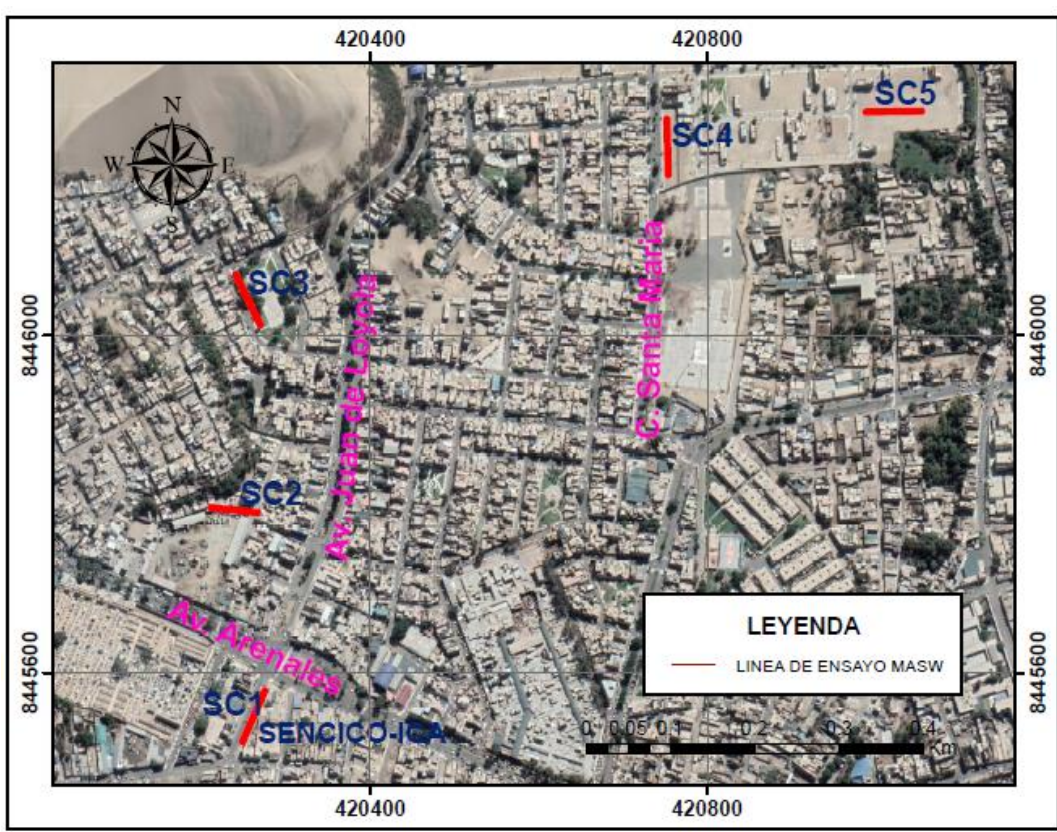 420400
420800
N
W
E
S
SC5
SC4
SC3
8446000
8446000
Av. Juan de Loyola
C. Santa Maria
SC2
Av. Arenales
LEYENDA
LINEA DE ENSAYO MASW
8445600
8445600
SC1
SENCICO-ICA
0 0.05 0.1 0.2 0.3 0.4
Km
420400
420800